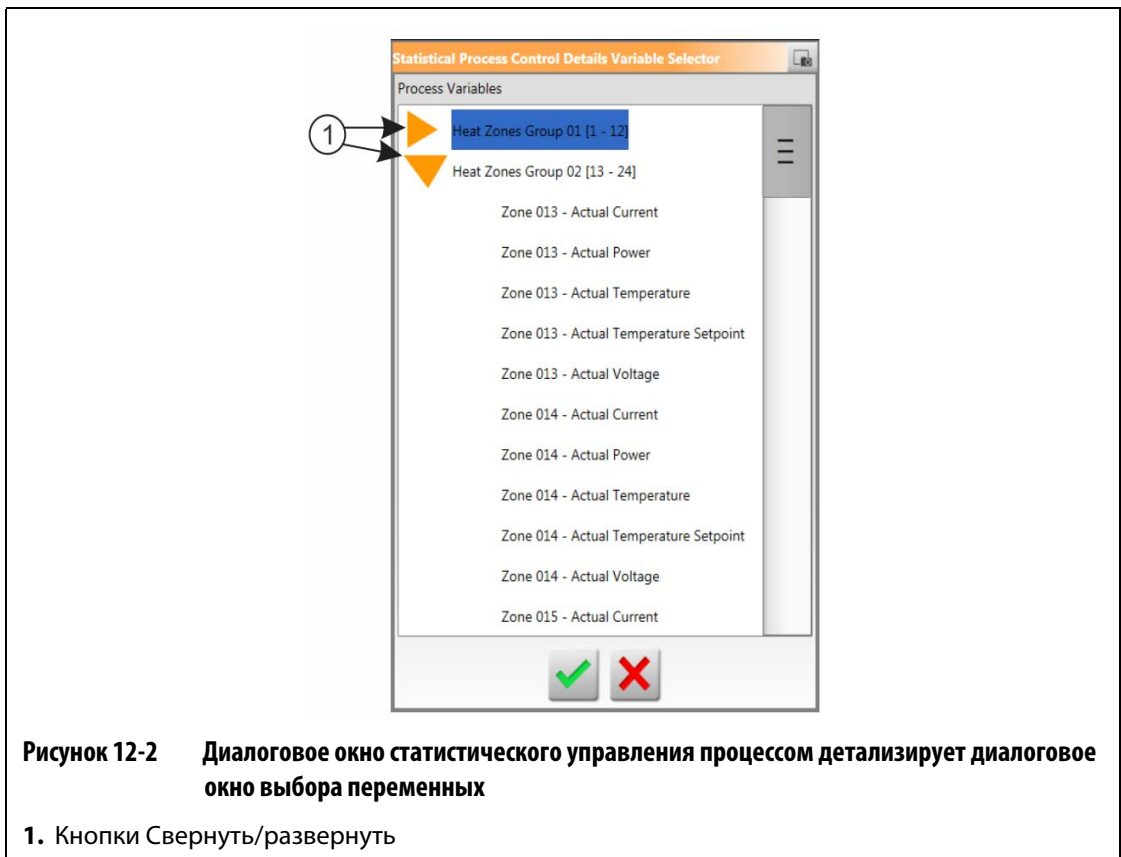 Statistical Process Control Details Variable Selector
Process Variables
1
Heat Zones Group 01 [1 - 12]
Heat Zones Group 02 [13 - 24]
Zone 013 - Actual Current
Zone 013 - Actual Power
Zone 013 - Actual Temperature
Zone 013 - Actual Temperature Setpoint
Zone 013 - Actual Voltage
Zone 014 - Actual Current
Zone 014 - Actual Power
Zone 014 - Actual Temperature
Zone 014 - Actual Temperature Setpoint
Zone 014 - Actual Voltage
Zone 015 - Actual Current
Рисунок 12-2 Диалоговое окно статистического управления процессом детализирует диалоговое
окно выбора переменных
1. Кнопки Свернуть/развернуть